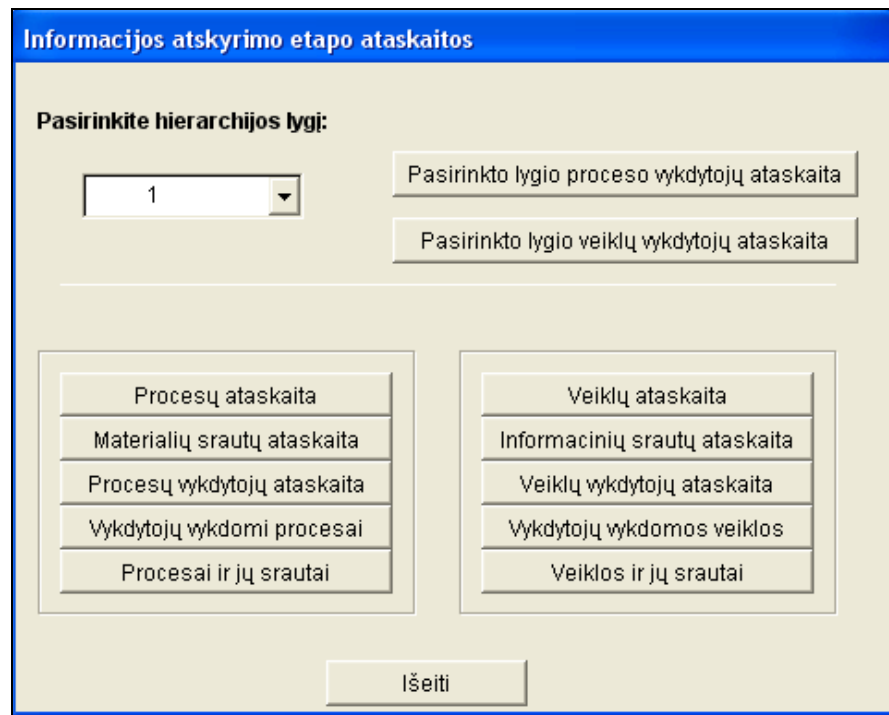 Informacijos atskyrimo etapo ataskaitos
Pasirinkite hierarchijos lygį:
1
Pasirinkto lygio proceso vykdytojų ataskaita
Pasirinkto lygio veiklų vykdytojų ataskaita
Procesų ataskaita
Materialių srautų ataskaita
Procesų vykdytojų ataskaita
Vykdytojų vykdomi procesai
Procesai ir jų srautai
Veiklų ataskaita
Informacinių srautų ataskaita
Veiklų vykdytojų ataskaita
Vykdytojų vykdomos veiklos
Veiklos ir jų srautai
Išeiti